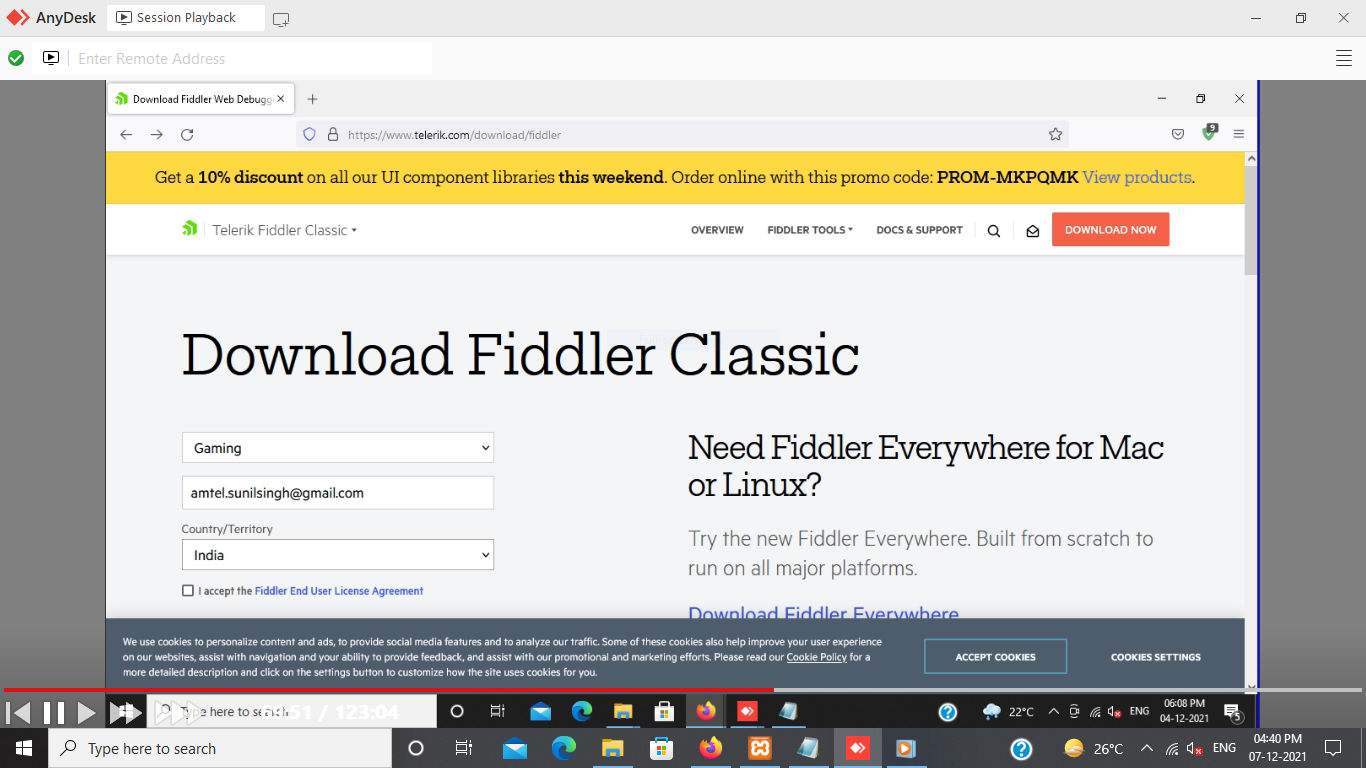 AnyDesk
Session Playback
Enter Remote Address
Download Fiddler Web Debugg
https://www.telerik.com/download/fiddler
9
Get a 10% discount on all our UI component libraries this weekend. Order online with this promo code: PROM-MKPQMK View products.
Telerik Fiddler Classic
OVERVIEW
FIDDLER TOOLS
DOCS & SUPPORT
DOWNLOAD NOW
Download Fiddler Classic
Gaming
amtel.sunilsingh@gmail.com
Country/Territory
India
I accept the Fiddler End User License Agreement
Need Fiddler Everywhere for Mac
or Linux?
Try the new Fiddler Everywhere. Built from scratch to
run on all major platforms.
Download Fiddler Everywhere
We use cookies to personalize content and ads, to provide social media features and to analyze our traffic. Some of these cookies also help improve your user experience
on our websites, assist with navigation and your ability to provide feedback, and assist with our promotional and marketing efforts. Please read our Cookie Policy for a
more detailed description and click on the settings button to customize how the site uses cookies for you.
ACCEPT COOKIES
COOKIES SETTINGS
Type here to search
/ 123:04
22°C
ENG
06:08 PM
04-12-2021
5
Type here to search
26°C
ENG
04:40 PM
07-12-2021